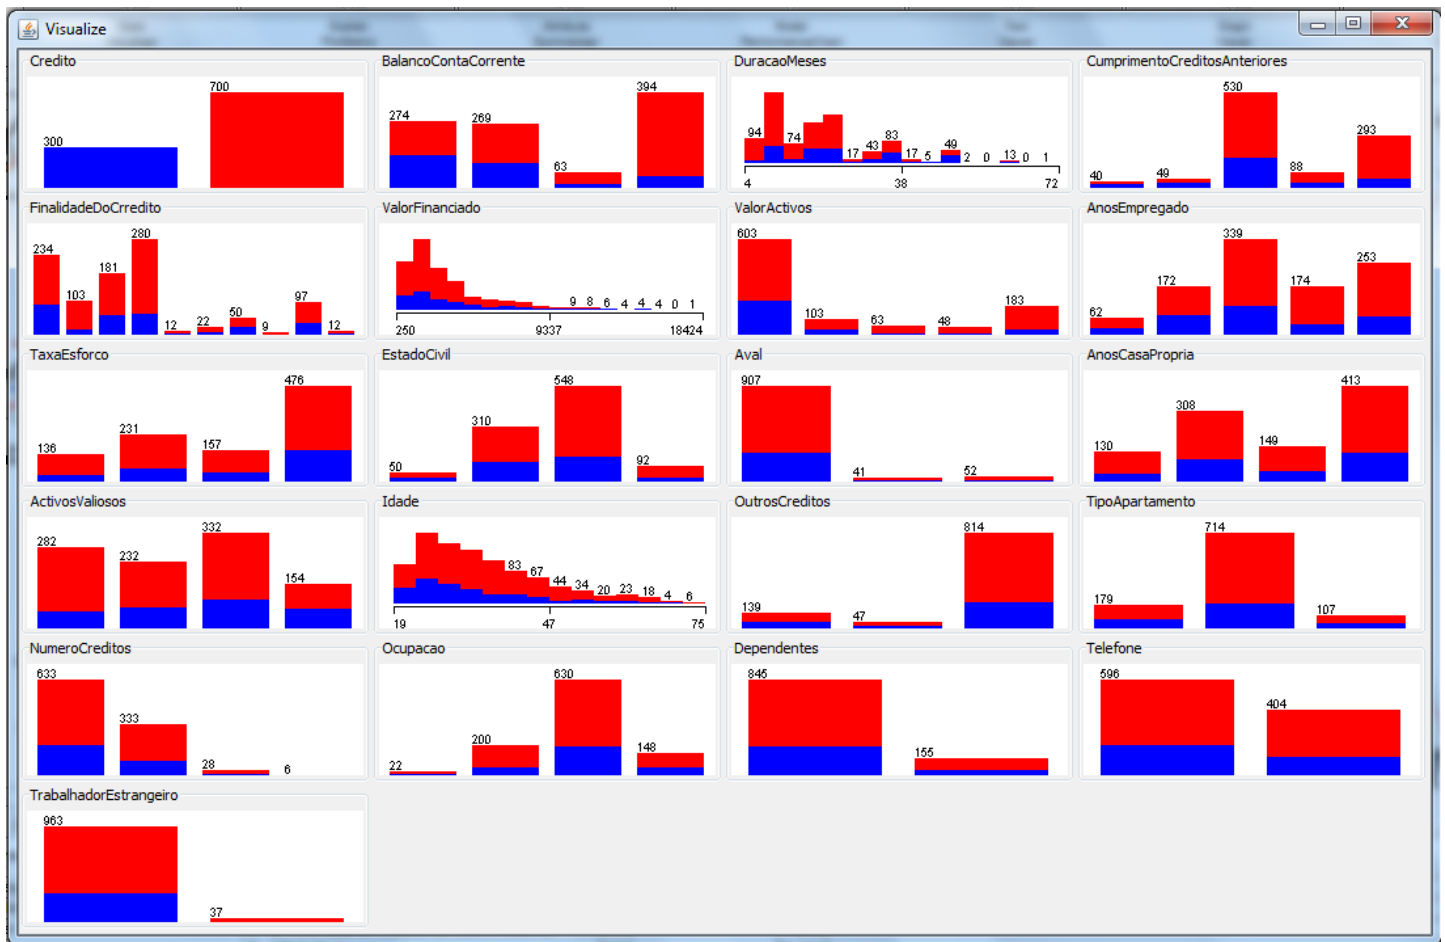 Visualize
Credito
300 700
BalancoContaCorrente
274 269 63 394
DuracaoMeses
94 74 17 43 83 17 5 49 2 0 13 0 1
4 38 72
CumprimentoCreditosAnteriores
40 49 530 88 293
FinalidadeDoCrredito
234 103 181 280 12 22 50 9 97 12
ValorFinanciado
9 8 6 4 4 4 0 1
250 9337 18424
ValorActivos
603 103 63 48 183
AnosEmpregado
62 172 339 174 253
TaxaEsforco
136 231 157 476
EstadoCivil
50 310 548 92
Aval
907 41 52
AnosCasaPropria
130 308 149 413
ActivosValiosos
282 232 332 154
Idade
83 67 44 34 20 23 18 4 6
19 47 75
OutrosCreditos
139 47 814
TipoApartamento
179 714 107
NumeroCreditos
633 333 28 6
Ocupacao
22 200 630 148
Dependentes
845 155
Telefone
596 404
TrabalhadorEstrangeiro
963 37